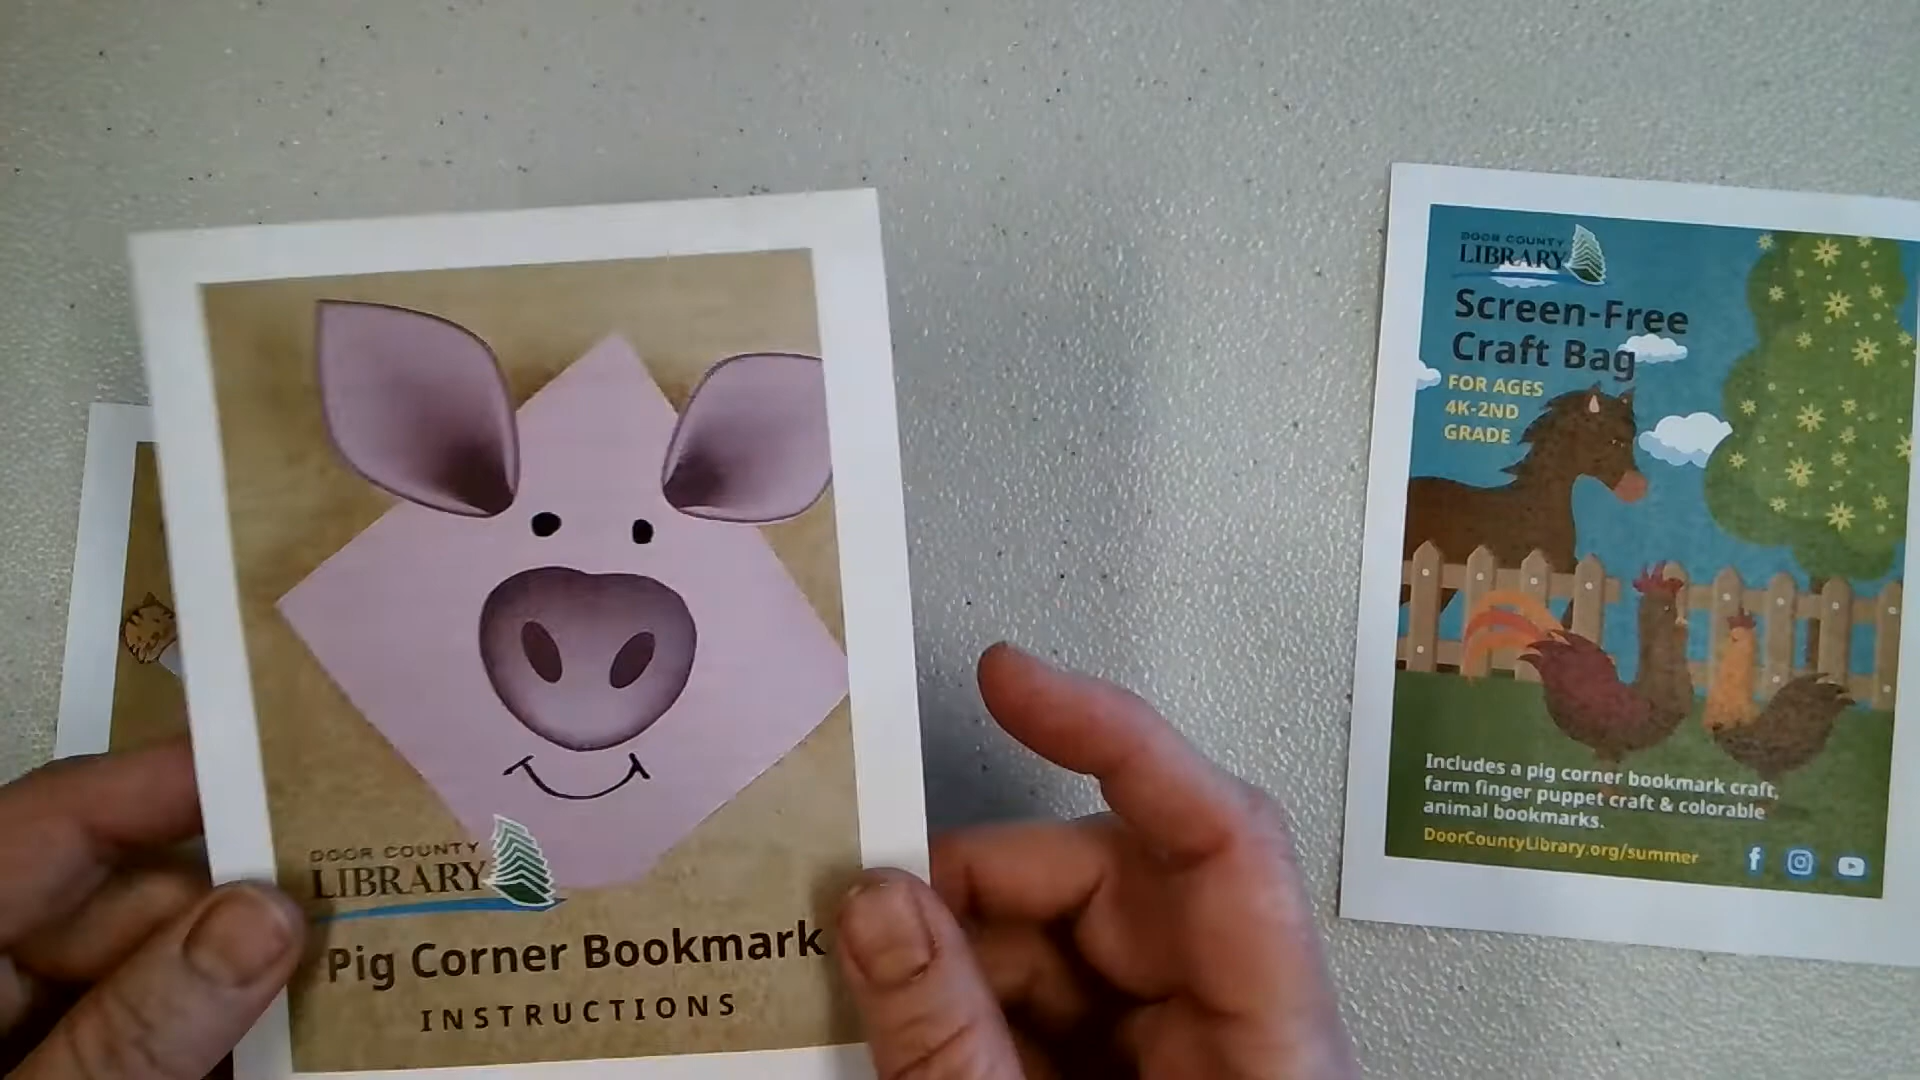 DOOR COUNTY
LIBRARY
Pig Corner Bookmark
INSTRUCTIONS
DOOR COUNTY
LIBRARY
Screen-Free
Craft Bag
FOR AGES
4K-2ND
GRADE
Includes a pig corner bookmark craft,
farm finger puppet craft & colorable
animal bookmarks.
DoorCountyLibrary.org/summer